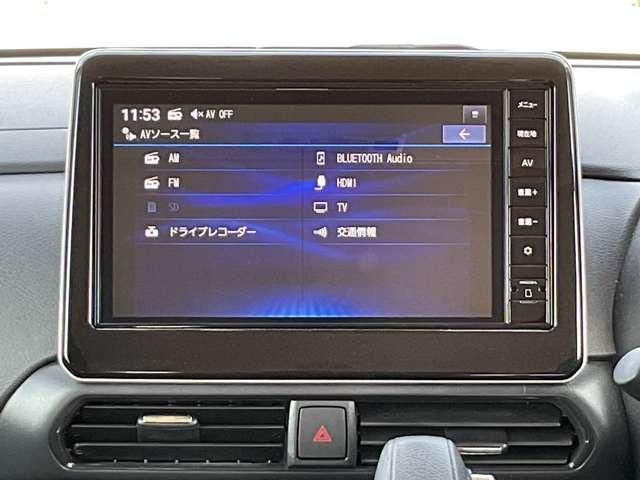 11:53 AV OFF
AVソース一覧
AM
BLUETOOTH Audio
FM
HDMI
SD
TV
ドライブレコーダー
交通情報
メニュー
現在地
AV
音量+
音量-